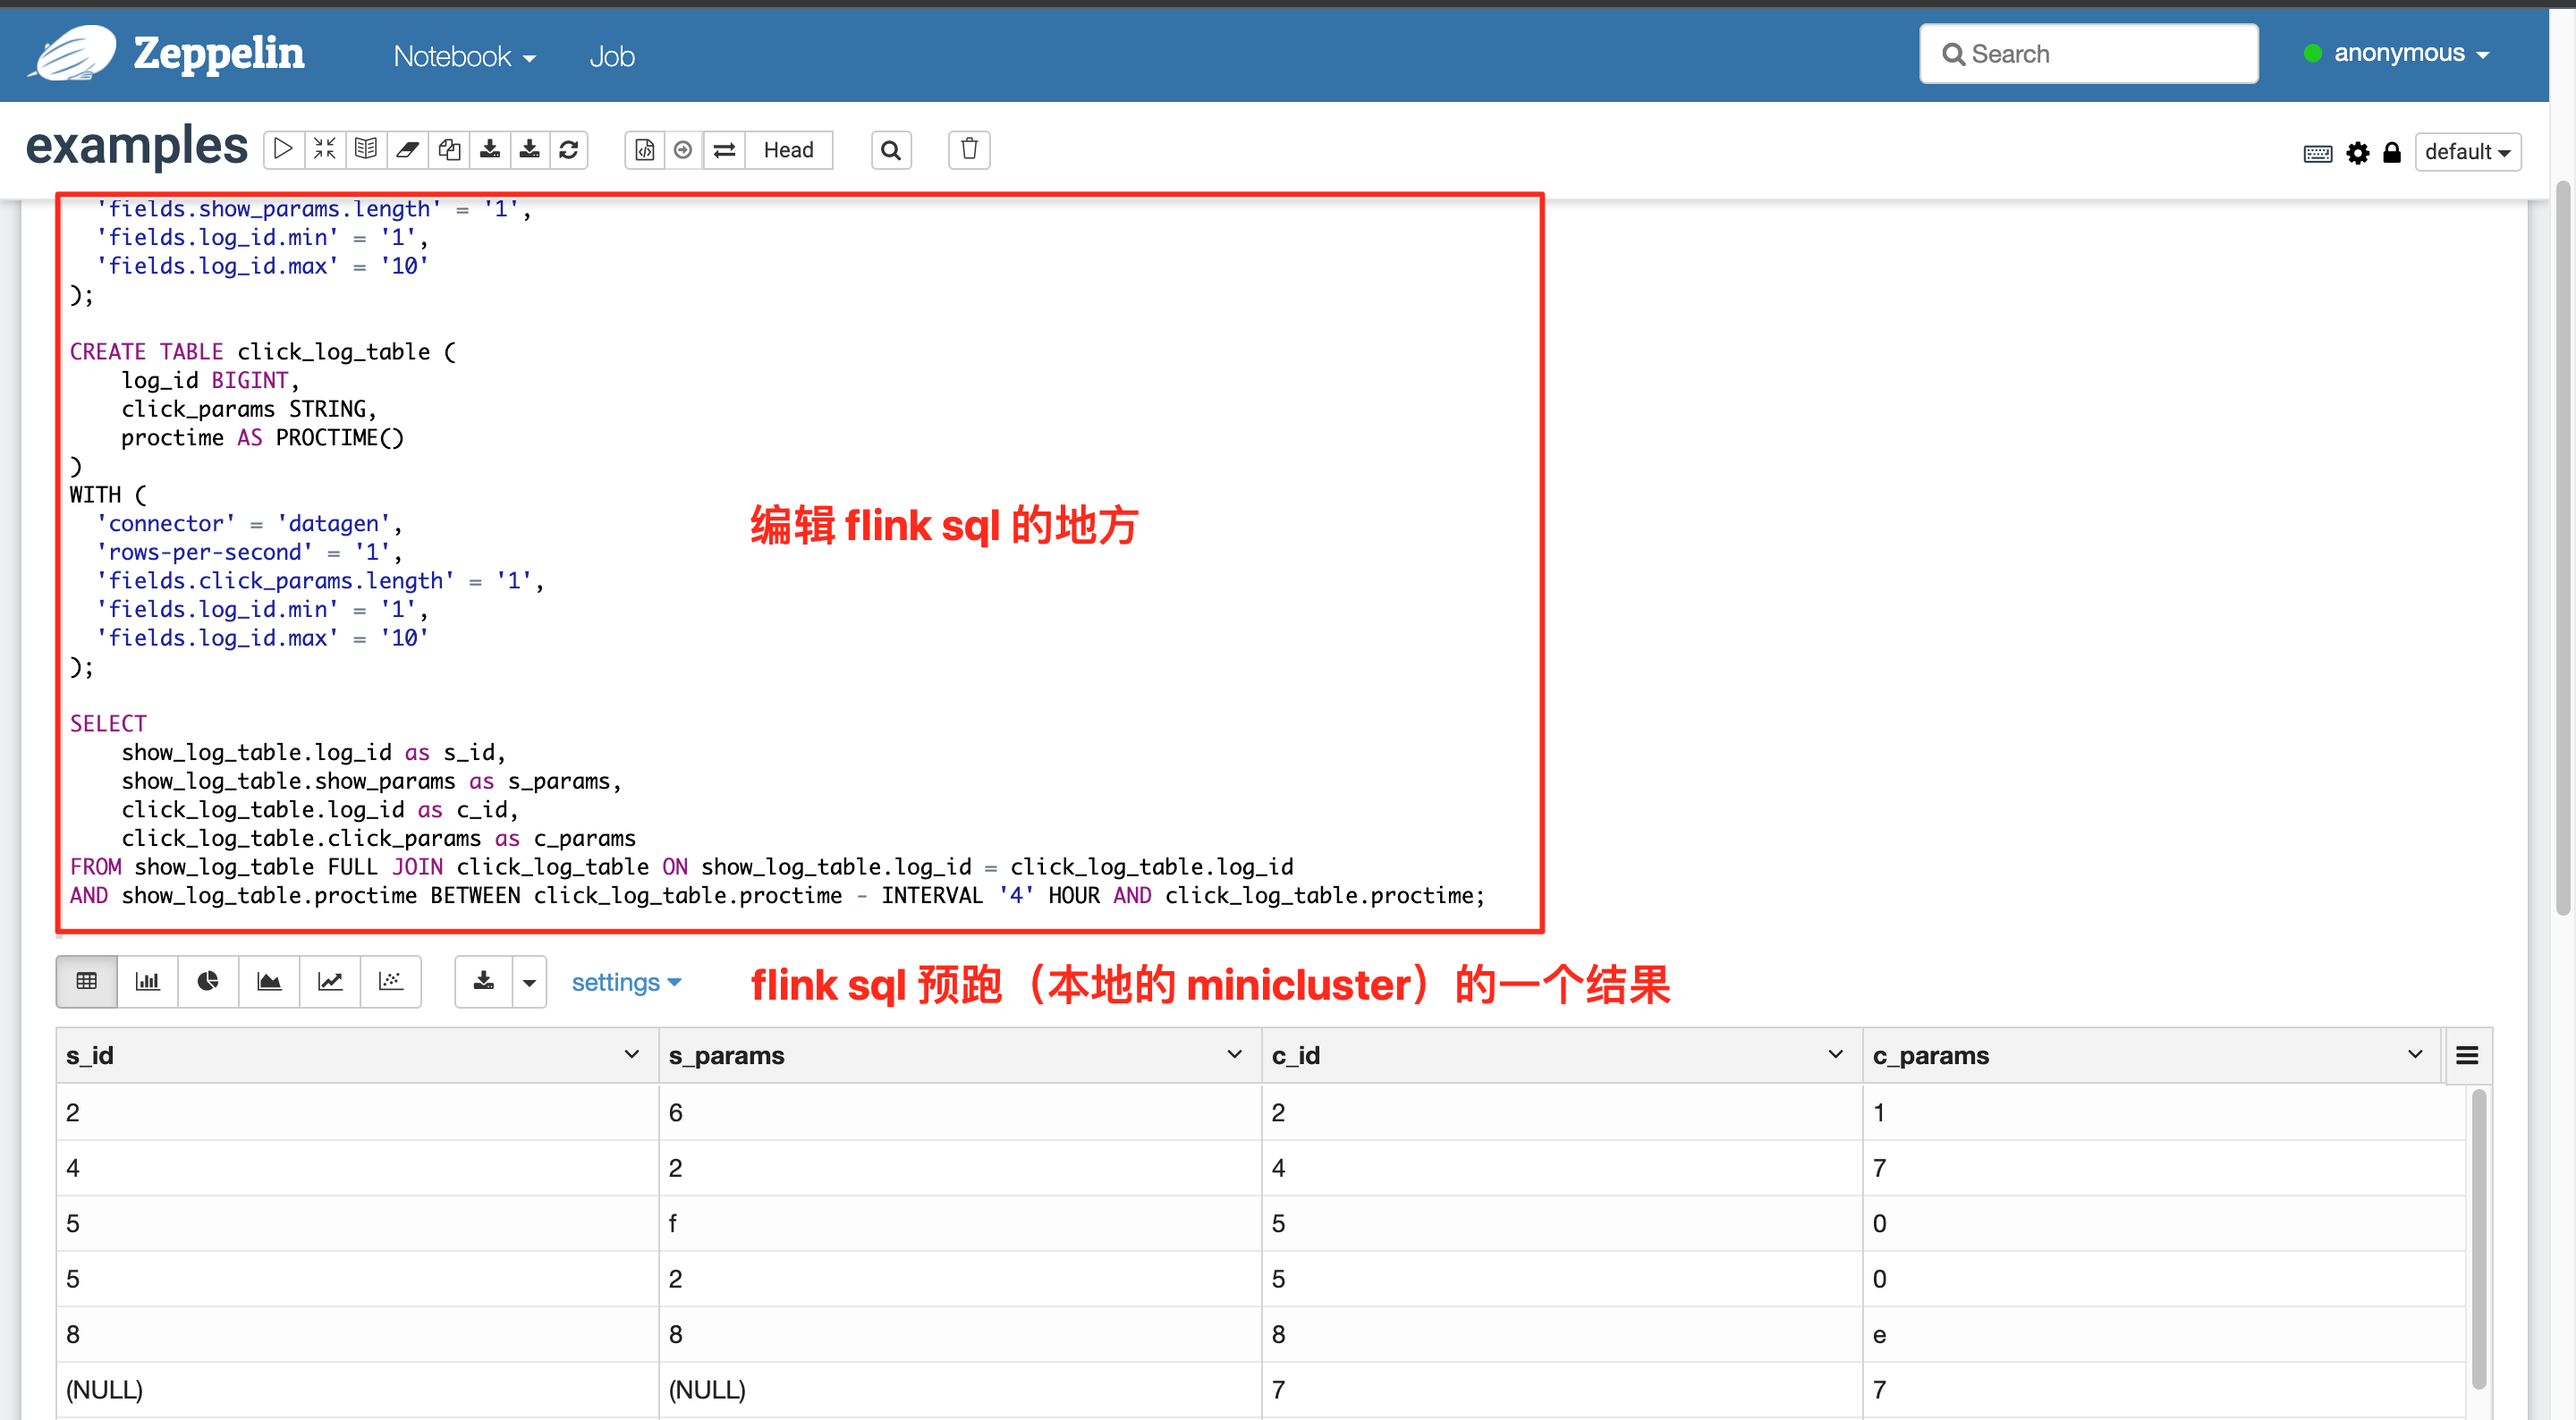 Zeppelin
Notebook
Job
Search
anonymous
examples
Head
default
'fields.show_params.length' = '1',
'fields.log_id.min' = '1',
'fields.log_id.max' = '10'
);
CREATE TABLE click_log_table (
log_id BIGINT,
click_params STRING,
proctime AS PROCTIME()
)
WITH (
'connector' = 'datagen',
'rows-per-second' = '1',
'fields.click_params.length' = '1',
'fields.log_id.min' = '1',
'fields.log_id.max' = '10'
);
编辑 flink sql 的地方
SELECT
show_log_table.log_id as s_id,
show_log_table.show_params as s_params,
click_log_table.log_id as c_id,
click_log_table.click_params as c_params
FROM show_log_table FULL JOIN click_log_table ON show_log_table.log_id = click_log_table.log_id
AND show_log_table.proctime BETWEEN click_log_table.proctime - INTERVAL '4' HOUR AND click_log_table.proctime;
settings
flink sql 预跑（本地的 minicluster）的一个结果
s_id s_params c_id c_params
2 6 2 1
4 2 4 7
5 f 5 0
5 2 5 0
8 8 8 e
(NULL) (NULL) 7 7